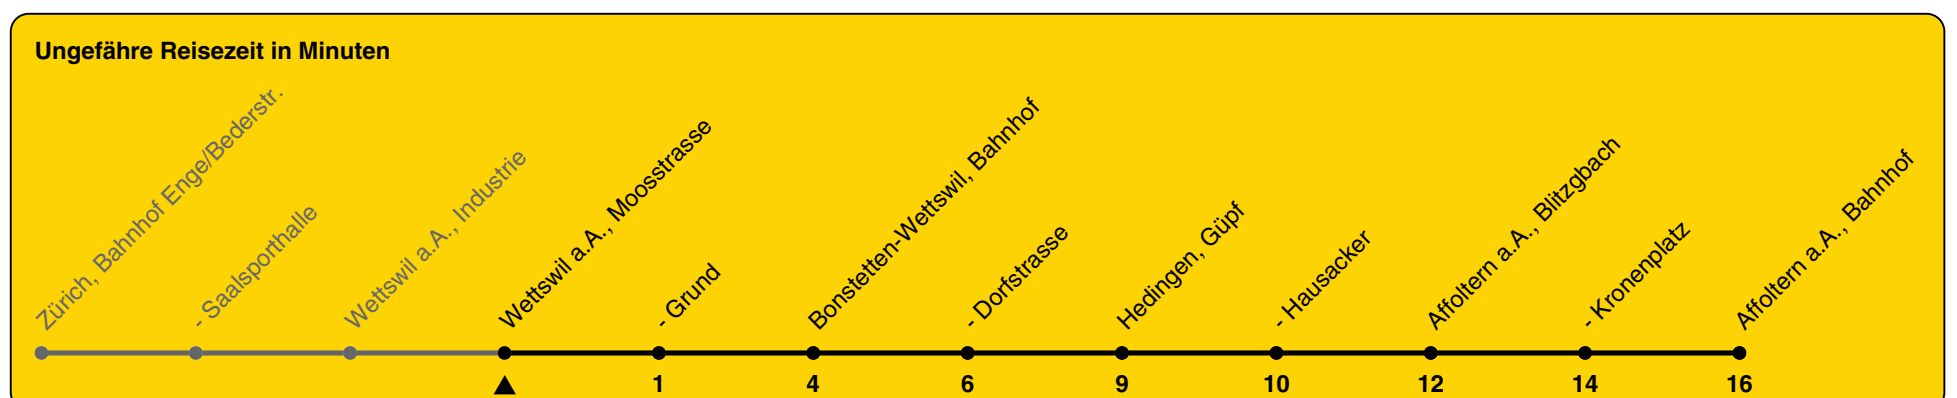 Ungefähre Reisezeit in Minuten
Zürich, Bahnhof Enge/Bederstr.
- Saalsporthalle
Wettswil a.A., Industrie
Wettswil a.A., Moosstrasse
- Grund
Bonstetten-Wettswil, Bahnhof
- Dorfstrasse
Hedingen, Güpf
- Hausacker
Affoltern a.A., Blitzgbach
- Kronenplatz
Affoltern a.A., Bahnhof
1 4 6 9 10 12 14 16